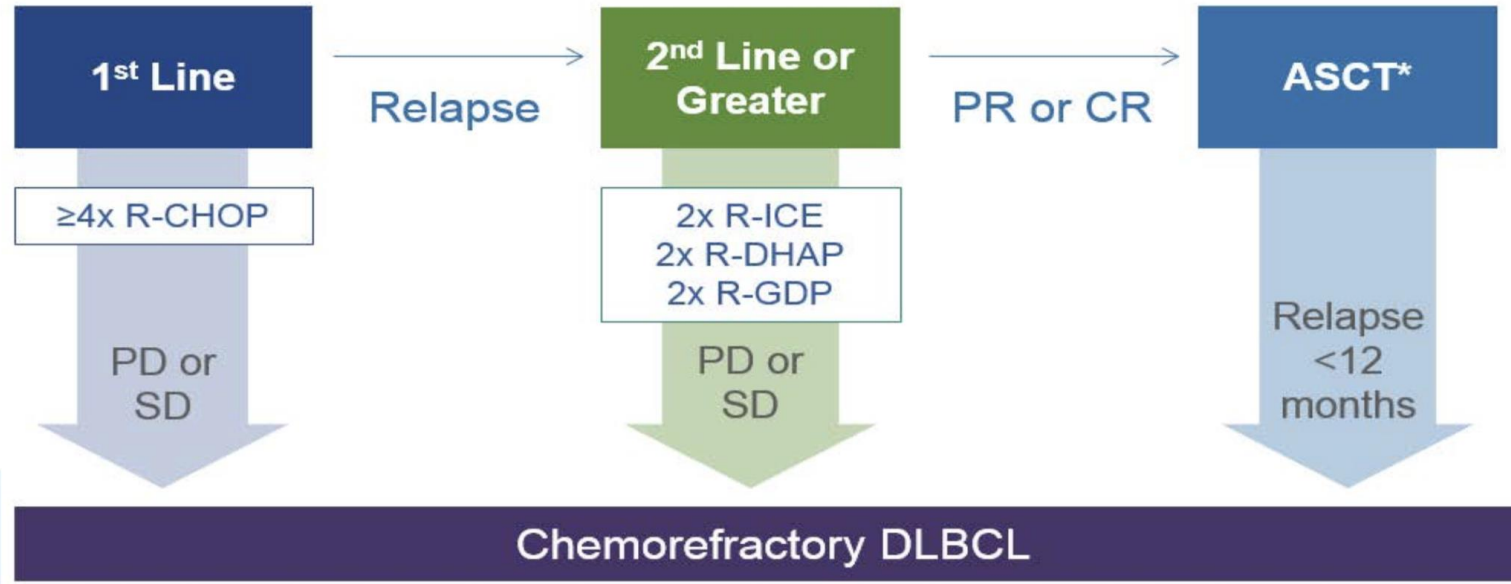 1st Line
Relapse
2nd Line or
Greater
PR or CR
ASCT*
≥4x R-CHOP
2x R-ICE
2x R-DHAP
2x R-GDP
PD or
SD
PD or
SD
Relapse
<12
months
Chemorefractory DLBCL